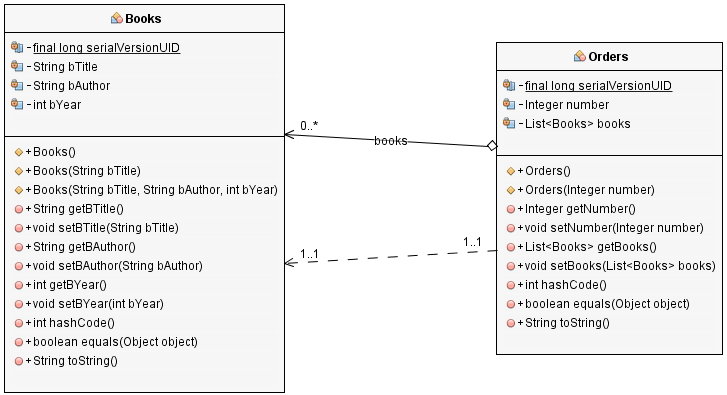 Books
- final long serialVersionUID
- String bTitle
- String bAuthor
- int bYear
+ Books()
+ Books(String bTitle)
+ Books(String bTitle, String bAuthor, int bYear)
+ String getBTitle()
+ void setBTitle(String bTitle)
+ String getBAuthor()
+ void setBAuthor(String bAuthor)
+ int getBYear()
+ void setBYear(int bYear)
+ int hashCode()
+ boolean equals(Object object)
+ String toString()
0..*
books
1..1
1..1
Orders
- final long serialVersionUID
- Integer number
- List<Books> books
+ Orders()
+ Orders(Integer number)
+ Integer getNumber()
+ void setNumber(Integer number)
+ List<Books> getBooks()
+ void setBooks(List<Books> books)
+ int hashCode()
+ boolean equals(Object object)
+ String toString()